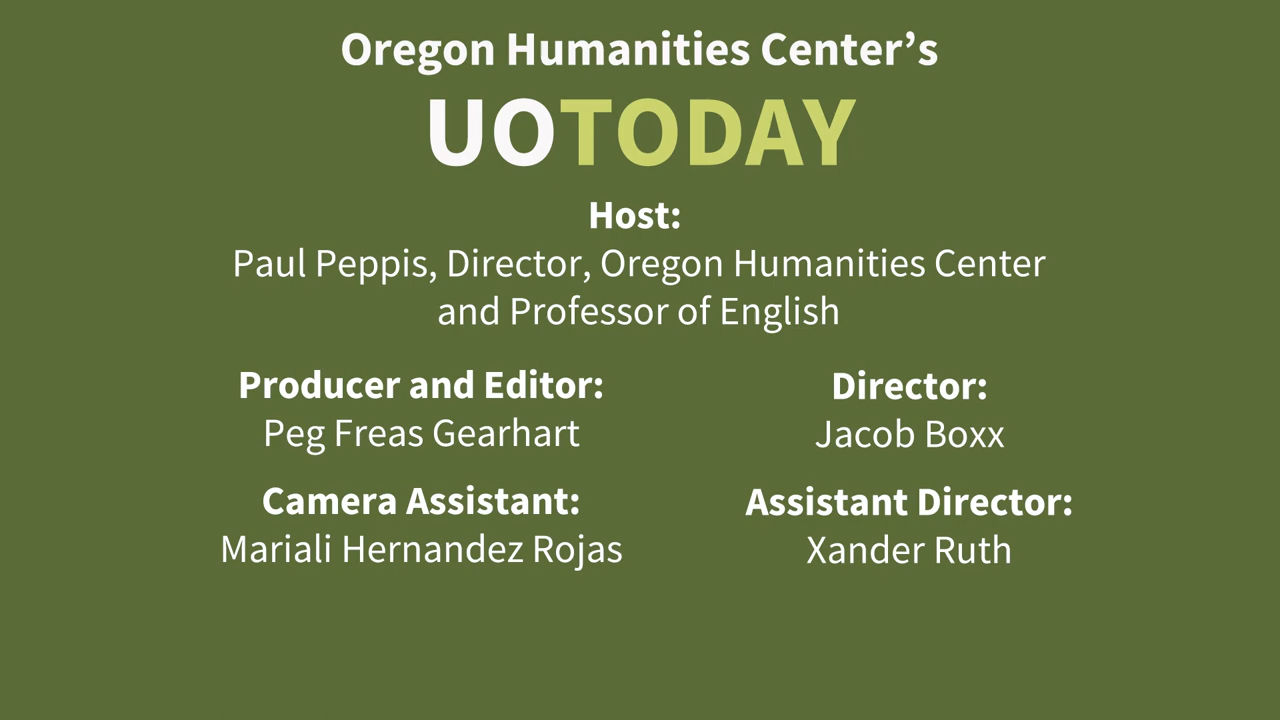 Oregon Humanities Center’s
UOTODAY
Host:
Paul Peppis, Director, Oregon Humanities Center
and Professor of English
Producer and Editor:
Peg Freas Gearhart
Director:
Jacob Boxx
Camera Assistant:
Mariali Hernandez Rojas
Assistant Director:
Xander Ruth